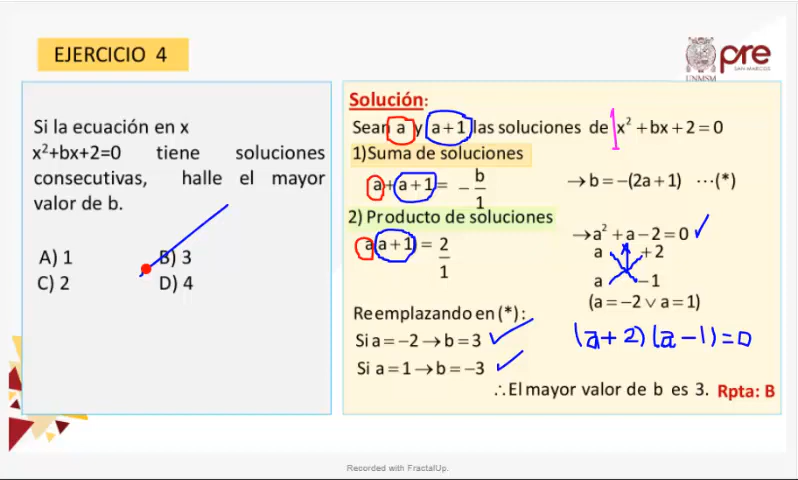 EJERCICIO 4
UNMSM
pre
SAN MARCOS
Si la ecuación en x
x²+bx+2=0 tiene soluciones
consecutivas, halle el mayor
valor de b.
A) 1 B) 3
C) 2 D) 4
Solución:
Sean a y a+1 las soluciones de 1x² + bx + 2 = 0
1)Suma de soluciones
a + a+1 = − b/1
→ b = −(2a + 1) ⋯(*)
2) Producto de soluciones
a(a+1) = 2/1
→ a² + a − 2 = 0 ✓
a + 2
a − 1
(a = −2 ∨ a = 1)
(a+2)(a−1)=0
Reemplazando en (*) :
Si a = −2 → b = 3 ✓
Si a = 1 → b = −3 ✓
∴ El mayor valor de b es 3. Rpta: B
Recorded with FractalUp.